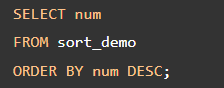 SELECT num
FROM sort_demo
ORDER BY num DESC;